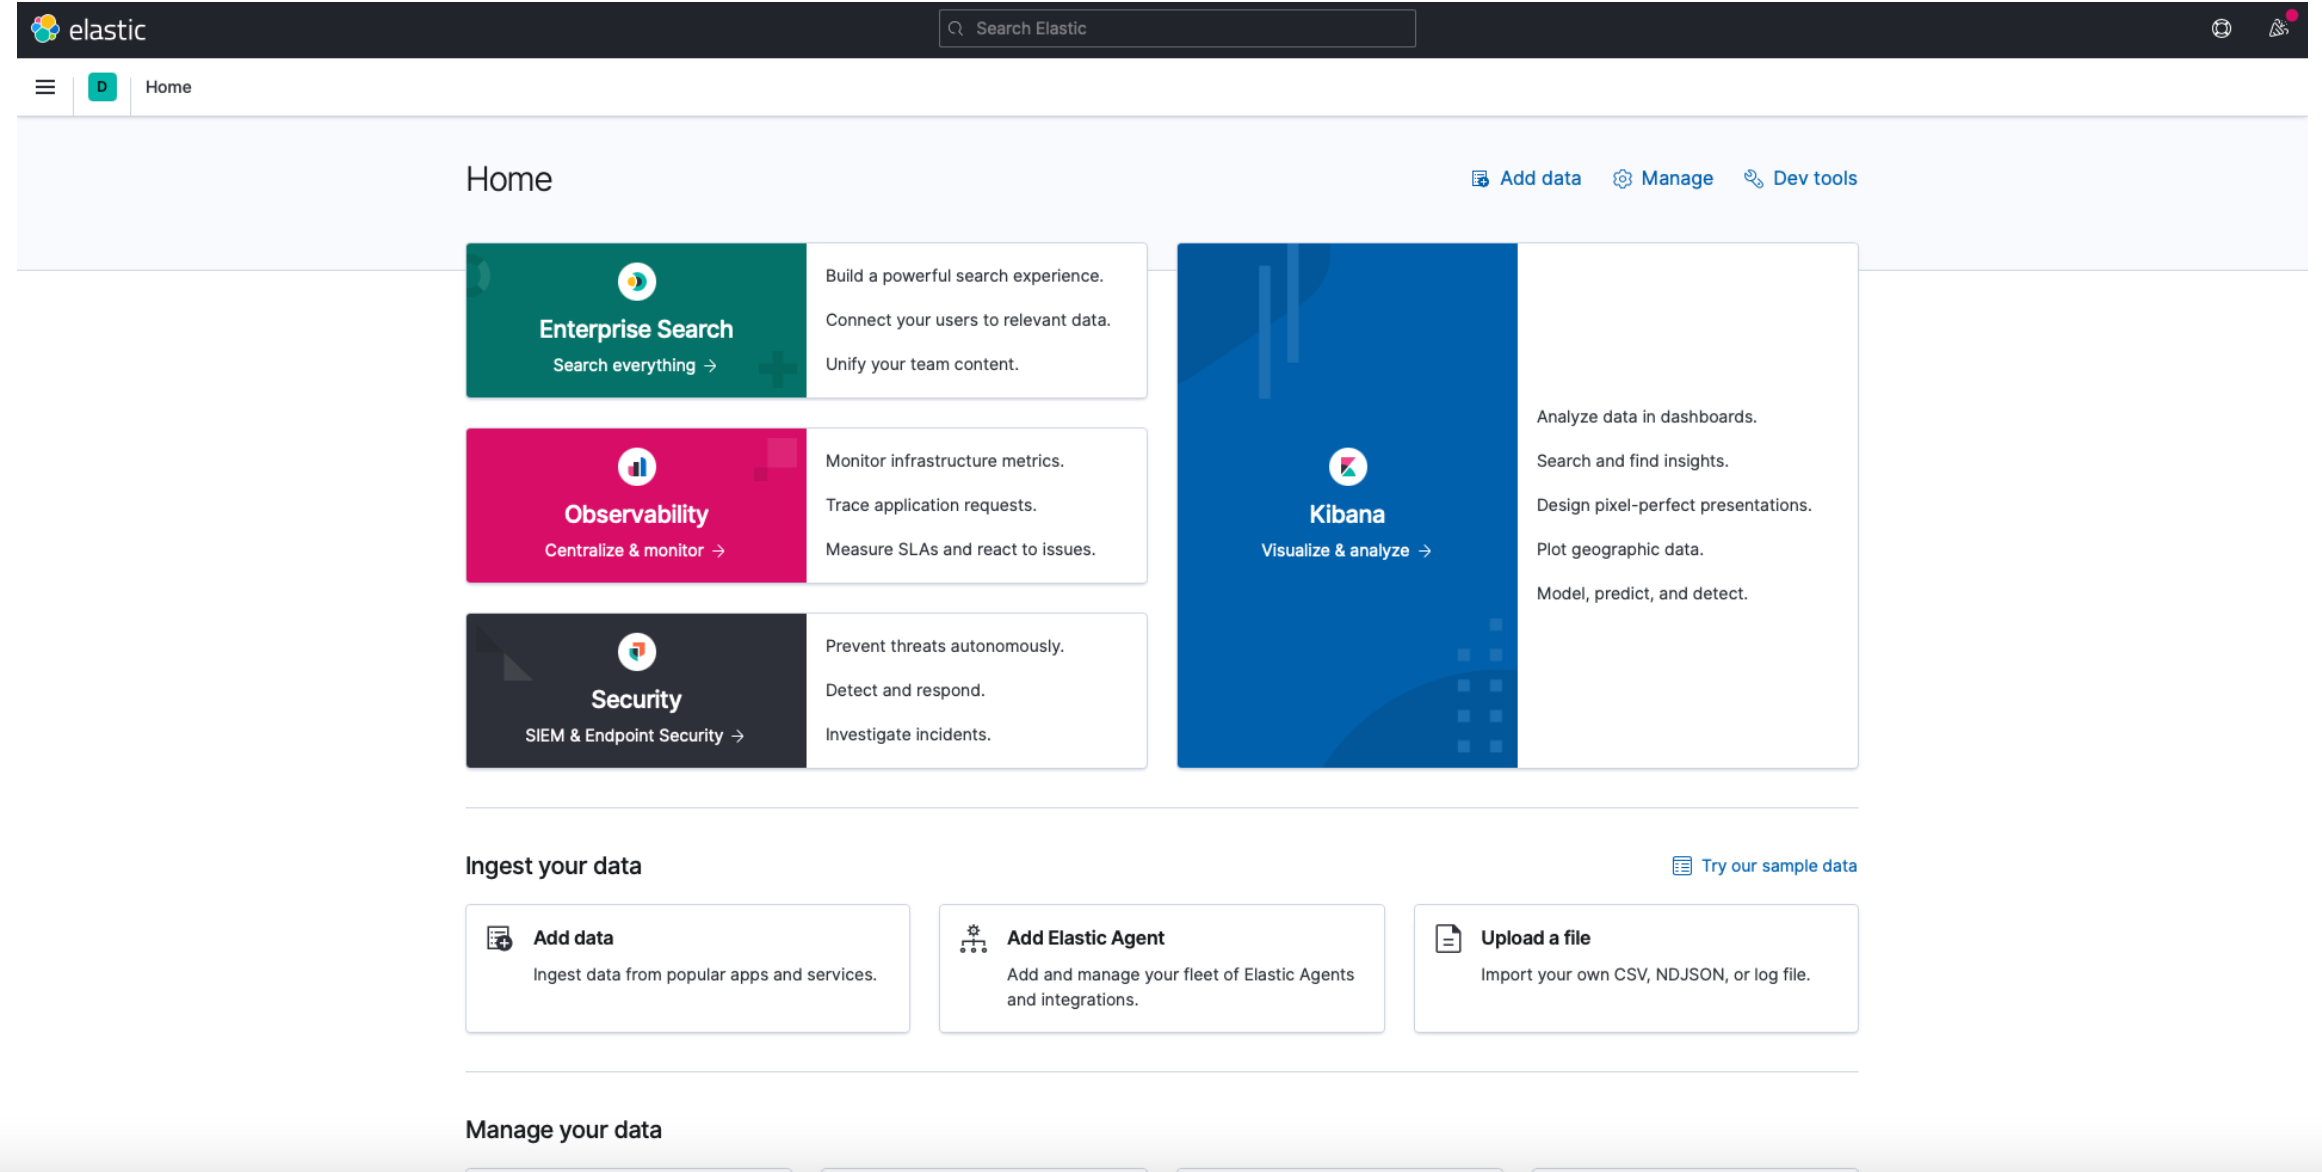 elastic
Search Elastic
D
Home
Home
Add data
Manage
Dev tools
Enterprise Search
Search everything →
Build a powerful search experience.
Connect your users to relevant data.
Unify your team content.
Observability
Centralize & monitor →
Monitor infrastructure metrics.
Trace application requests.
Measure SLAs and react to issues.
Security
SIEM & Endpoint Security →
Prevent threats autonomously.
Detect and respond.
Investigate incidents.
Kibana
Visualize & analyze →
Analyze data in dashboards.
Search and find insights.
Design pixel-perfect presentations.
Plot geographic data.
Model, predict, and detect.
Ingest your data
Try our sample data
Add data
Ingest data from popular apps and services.
Add Elastic Agent
Add and manage your fleet of Elastic Agents
and integrations.
Upload a file
Import your own CSV, NDJSON, or log file.
Manage your data